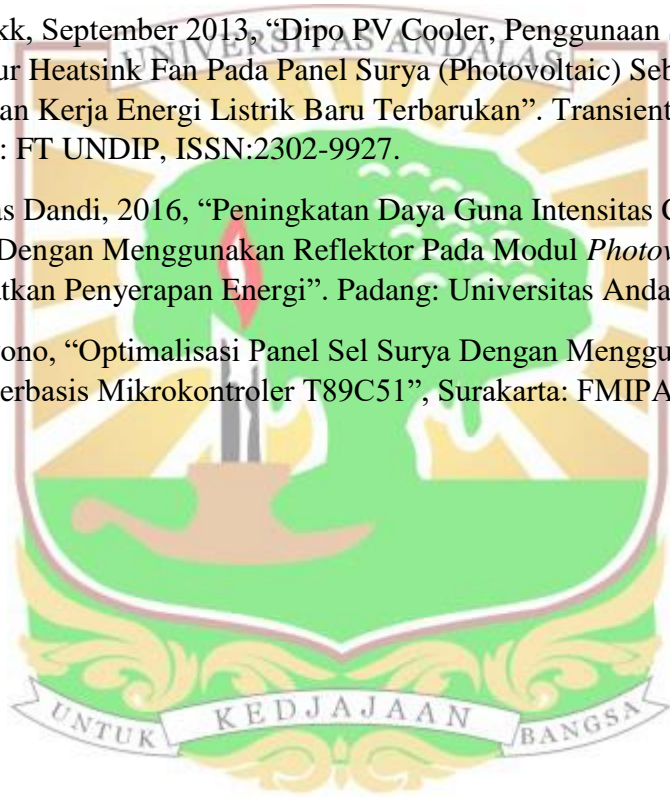 kk, September 2013, “Dipo PV Cooler, Penggunaan
ur Heatsink Fan Pada Panel Surya (Photovoltaic) Seb
an Kerja Energi Listrik Baru Terbarukan”. Transient
: FT UNDIP, ISSN:2302-9927.
as Dandi, 2016, “Peningkatan Daya Guna Intensitas
Dengan Menggunakan Reflektor Pada Modul Photov
atkan Penyerapan Energi”. Padang: Universitas Anda
ono, “Optimalisasi Panel Sel Surya Dengan Menggu
erbasis Mikrokontroler T89C51”, Surakarta: FMIPA
UNIVERSITAS ANDALAS
UNTUK KEDJAJAAN BANGSA